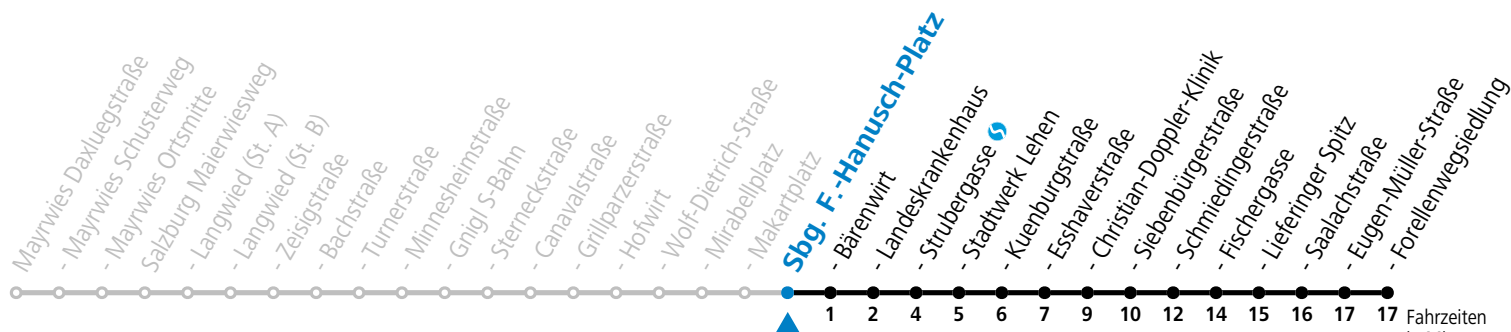 Mayrwies Daxluegstraße
- Mayrwies Schusterweg
- Mayrwies Ortsmitte
Salzburg Maierwiesweg
- Langwied (St. A)
- Langwied (St. B)
- Zeisigstraße
- Bachstraße
- Turnerstraße
- Minnesheimstraße
- Gnigl S-Bahn
- Sterneckstraße
- Canavalstraße
- Grillparzerstraße
- Hofwirt
- Wolf-Dietrich-Straße
- Mirabellplatz
- Makartplatz
Sbg. F.-Hanusch-Platz
- Bärenwirt
- Landeskrankenhaus
- Strubergasse
- Stadtwerk Lehen
- Kuenburgstraße
- Esshaverstraße
- Christian-Doppler-Klinik
- Siebenbürgerstraße
- Schmiedingerstraße
- Fischergasse
- Lieferinger Spitz
- Saalachstraße
- Eugen-Müller-Straße
- Forellenwegsiedlung
1 2 4 5 6 7 9 10 12 14 15 16 17 17 Fahrzeiten